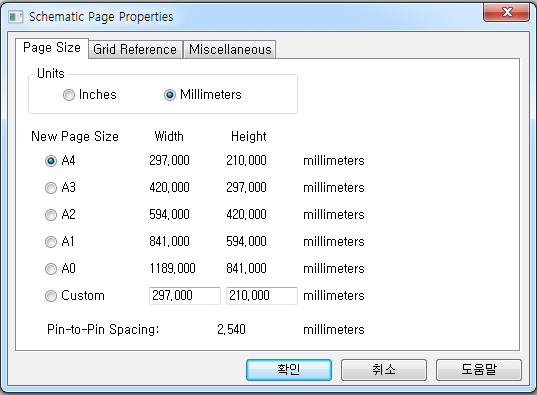 Schematic Page Properties
Page Size Grid Reference Miscellaneous
Units
Inches Millimeters
New Page Size Width Height
A4 297,000 210,000 millimeters
A3 420,000 297,000 millimeters
A2 594,000 420,000 millimeters
A1 841,000 594,000 millimeters
A0 1189,000 841,000 millimeters
Custom 297,000 210,000 millimeters
Pin-to-Pin Spacing: 2,540 millimeters
확인 취소 도움말